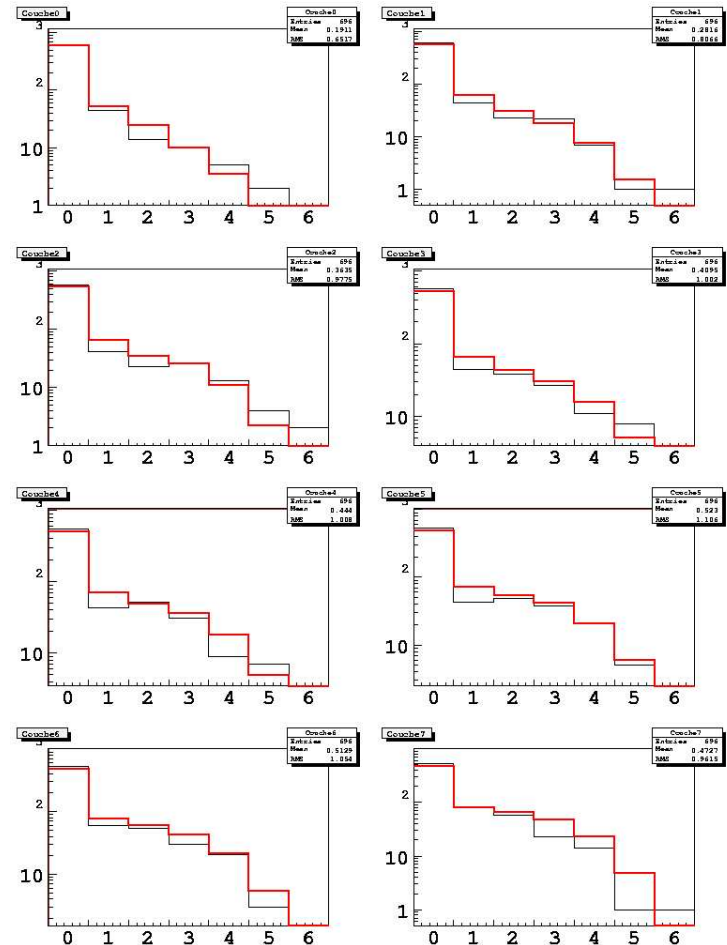 Couche0
Couche0
Entries 696
Mean 0.1911
RMS 0.6517
3
2
10
1
0 1 2 3 4 5 6
Couche1
Couche1
Entries 696
Mean 0.2816
RMS 0.8066
3
2
10
1
0 1 2 3 4 5 6
Couche2
Couche2
Entries 696
Mean 0.3635
RMS 0.9775
3
2
10
1
0 1 2 3 4 5 6
Couche3
Couche3
Entries 696
Mean 0.4095
RMS 1.002
3
2
10
0 1 2 3 4 5 6
Couche4
Couche4
Entries 696
Mean 0.444
RMS 1.008
3
2
10
0 1 2 3 4 5 6
Couche5
Couche5
Entries 696
Mean 0.523
RMS 1.106
3
2
10
0 1 2 3 4 5 6
Couche6
Couche6
Entries 696
Mean 0.5129
RMS 1.054
3
2
10
0 1 2 3 4 5 6
Couche7
Couche7
Entries 696
Mean 0.4727
RMS 0.9615
3
2
10
1
0 1 2 3 4 5 6